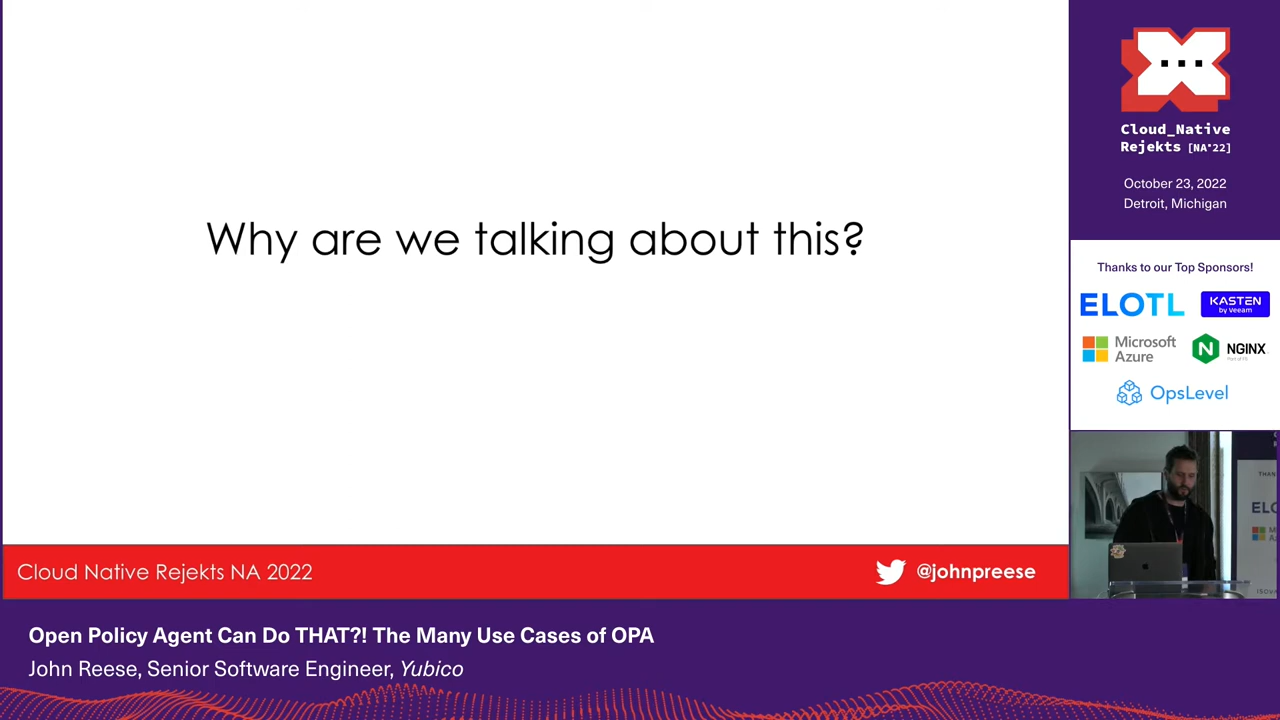 Why are we talking about this?
Cloud Native Rejekts NA 2022
@johnpreese
Cloud_Native
Rejekts [NA'22]
October 23, 2022
Detroit, Michigan
Thanks to our Top Sponsors!
ELOTL
KASTEN
by Veeam
Microsoft
Azure
NGINX
OpsLevel
Open Policy Agent Can Do THAT?! The Many Use Cases of OPA
John Reese, Senior Software Engineer, Yubico